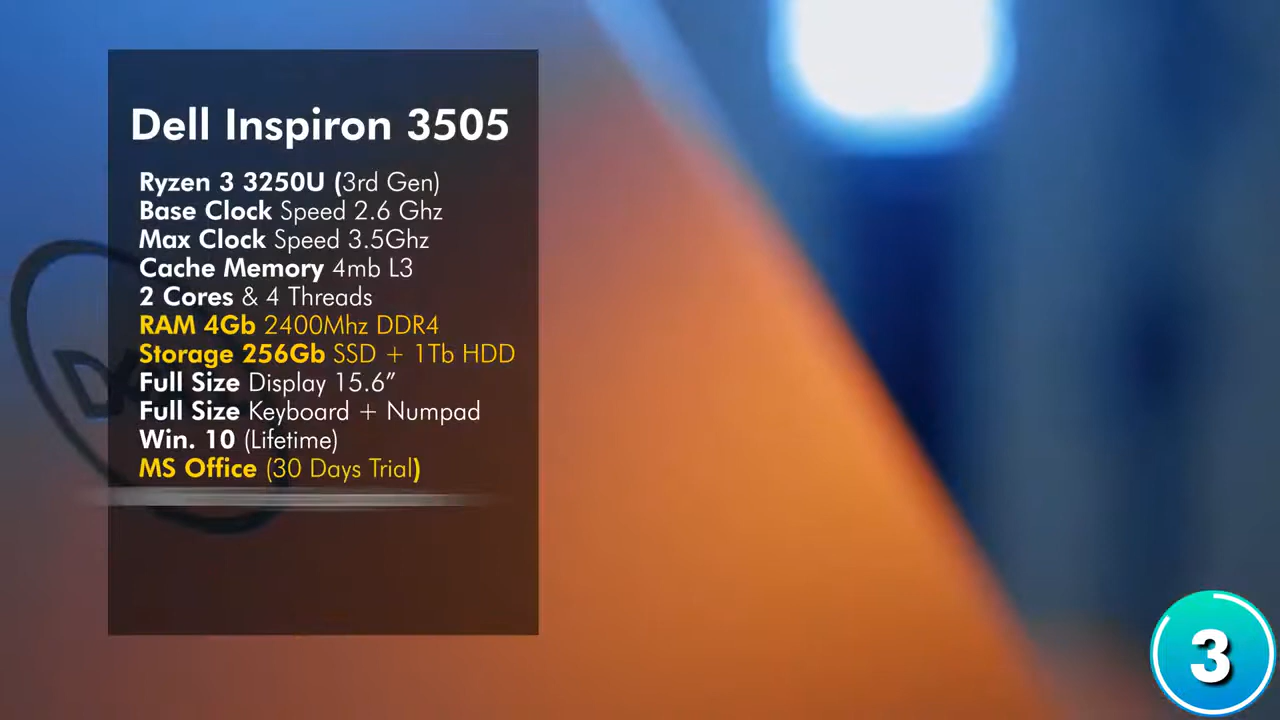 Dell Inspiron 3505
Ryzen 3 3250U (3rd Gen)
Base Clock Speed 2.6 Ghz
Max Clock Speed 3.5Ghz
Cache Memory 4mb L3
2 Cores & 4 Threads
RAM 4Gb 2400Mhz DDR4
Storage 256Gb SSD + 1Tb HDD
Full Size Display 15.6”
Full Size Keyboard + Numpad
Win. 10 (Lifetime)
MS Office (30 Days Trial)
3